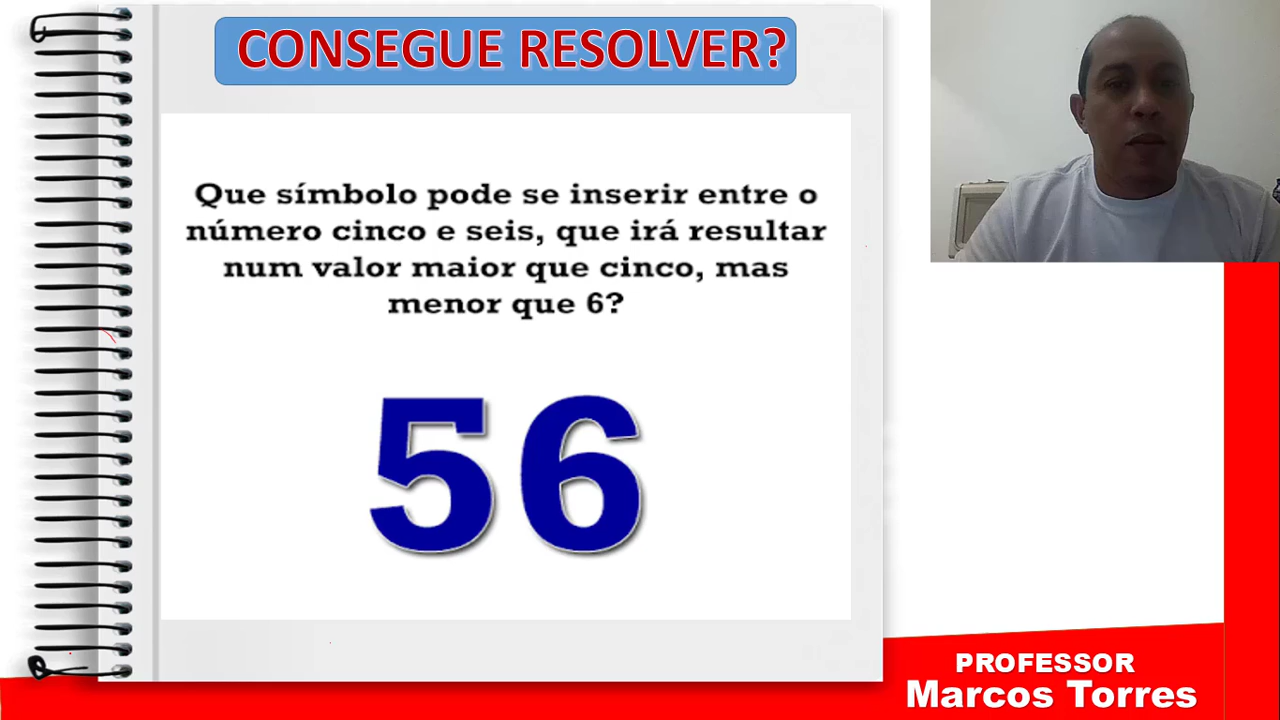 CONSEGUE RESOLVER?
Que símbolo pode se inserir entre o
número cinco e seis, que irá resultar
num valor maior que cinco, mas
menor que 6?
56
PROFESSOR
Marcos Torres